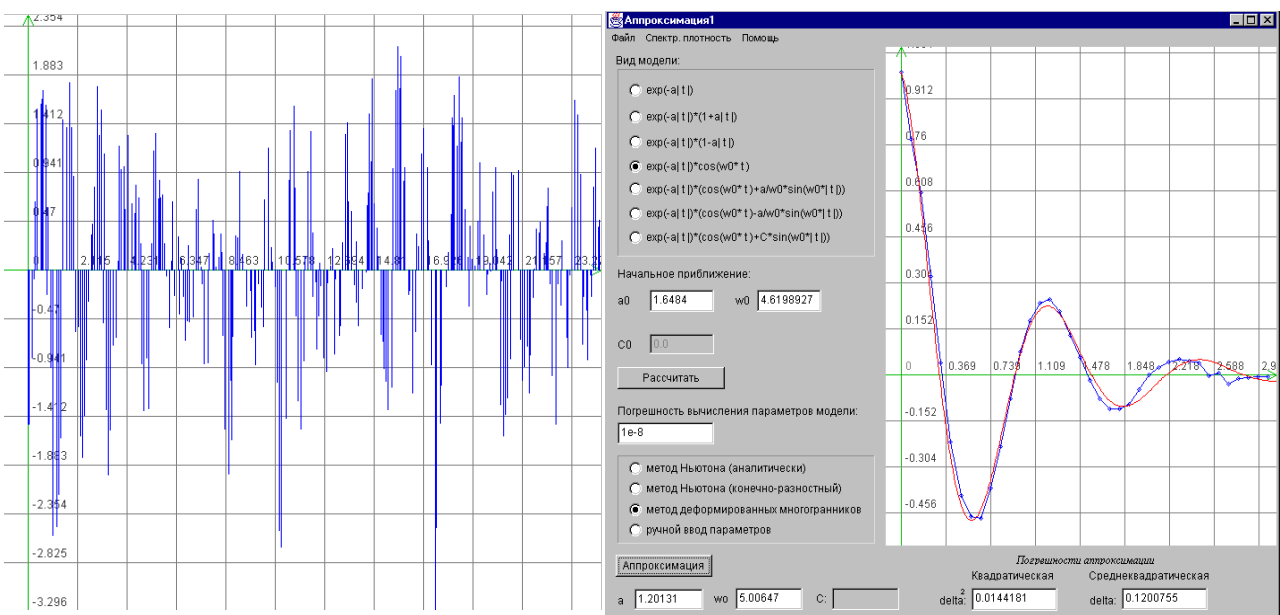 2.354
1.883
1.412
0.941
0.47
0
2.115
4.231
6.347
8.463
10.578
12.694
14.81
19.042
-0.47
-0.941
-1.412
-1.883
-2.354
-2.825
-3.296
Аппроксимация1
Файл Спектр. плотность Помощь
Вид модели:
exp(-a| t |)
exp(-a| t |)*(1+a| t |)
exp(-a| t |)*(1-a| t |)
exp(-a| t |)*cos(w0* t )
exp(-a| t |)*(cos(w0* t )+a/w0*sin(w0*| t |))
exp(-a| t |)*(cos(w0* t )-a/w0*sin(w0*| t |))
exp(-a| t |)*(cos(w0* t )+C*sin(w0*| t |))
Начальное приближение:
a0 1.6484 w0 4.6198927
C0 0.0
Рассчитать
Погрешность вычисления параметров модели:
1e-8
метод Ньютона (аналитически)
метод Ньютона (конечно-разностный)
метод деформированных многогранников
ручной ввод параметров
Аппроксимация
a 1.20131 wo 5.00647 C:
0.912
0.76
0.608
0.456
0.304
0.152
0
0.369
0.739
1.109
1.478
1.848
2.218
2.588
-0.152
-0.304
-0.456
Погрешности аппроксимации
Квадратическая Среднеквадратическая
delta:2 0.0144181 delta: 0.1200755